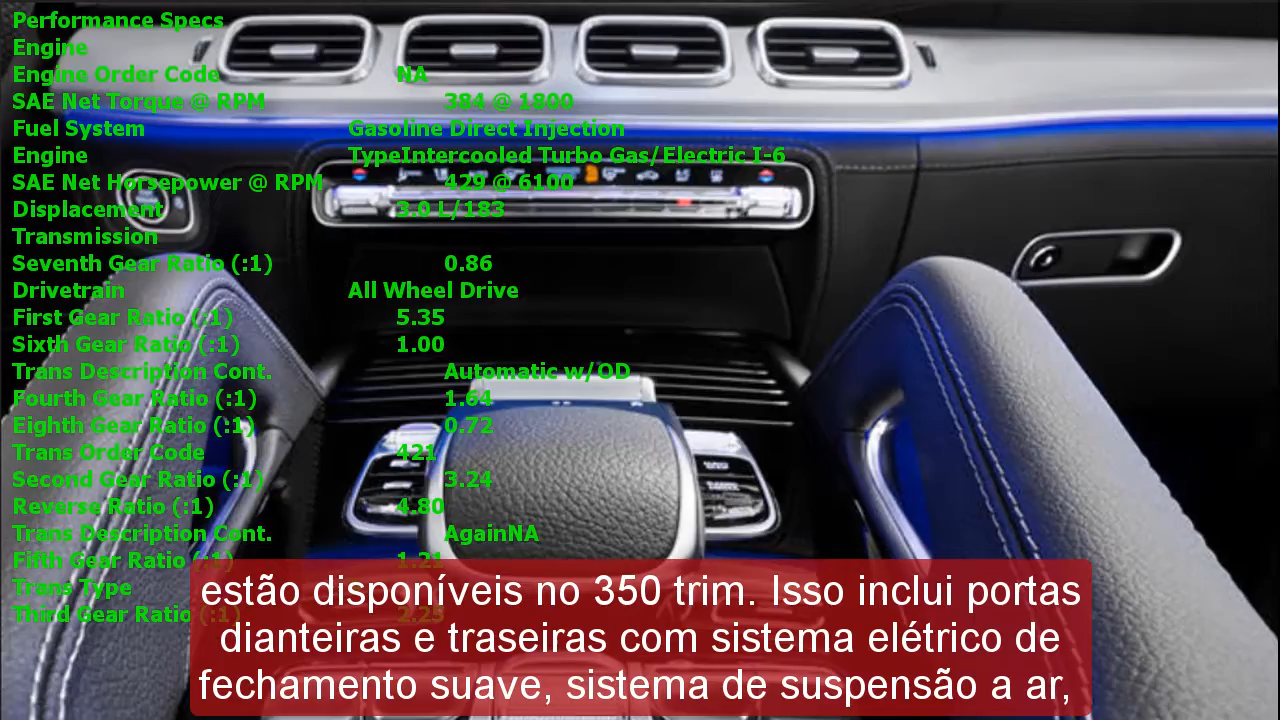 Performance Specs
Engine
Engine Order Code NA
SAE Net Torque @ RPM 384 @ 1800
Fuel System Gasoline Direct Injection
Engine TypeIntercooled Turbo Gas/Electric I-6
SAE Net Horsepower @ RPM 429 @ 6100
Displacement 3.0 L/183
Transmission
Seventh Gear Ratio (:1) 0.86
Drivetrain All Wheel Drive
First Gear Ratio (:1) 5.35
Sixth Gear Ratio (:1) 1.00
Trans Description Cont. Automatic w/OD
Fourth Gear Ratio (:1) 1.64
Eighth Gear Ratio (:1) 0.72
Trans Order Code 421
Second Gear Ratio (:1) 3.24
Reverse Ratio (:1) 4.80
Trans Description Cont. AgainNA
Fifth Gear Ratio (:1) 1.21
Trans Type
Third Gear Ratio (:1) 2.25
estão disponíveis no 350 trim. Isso inclui portas
dianteiras e traseiras com sistema elétrico de
fechamento suave, sistema de suspensão a ar,